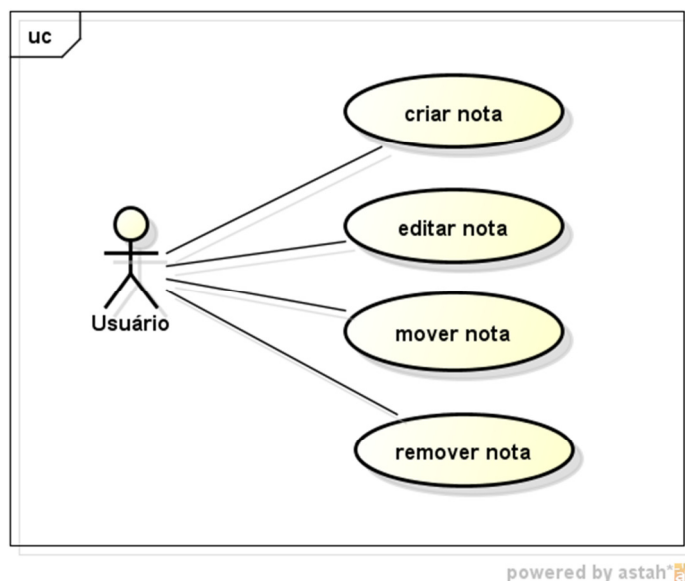 uc
criar nota
editar nota
mover nota
Usuário
remover nota
powered by astah*